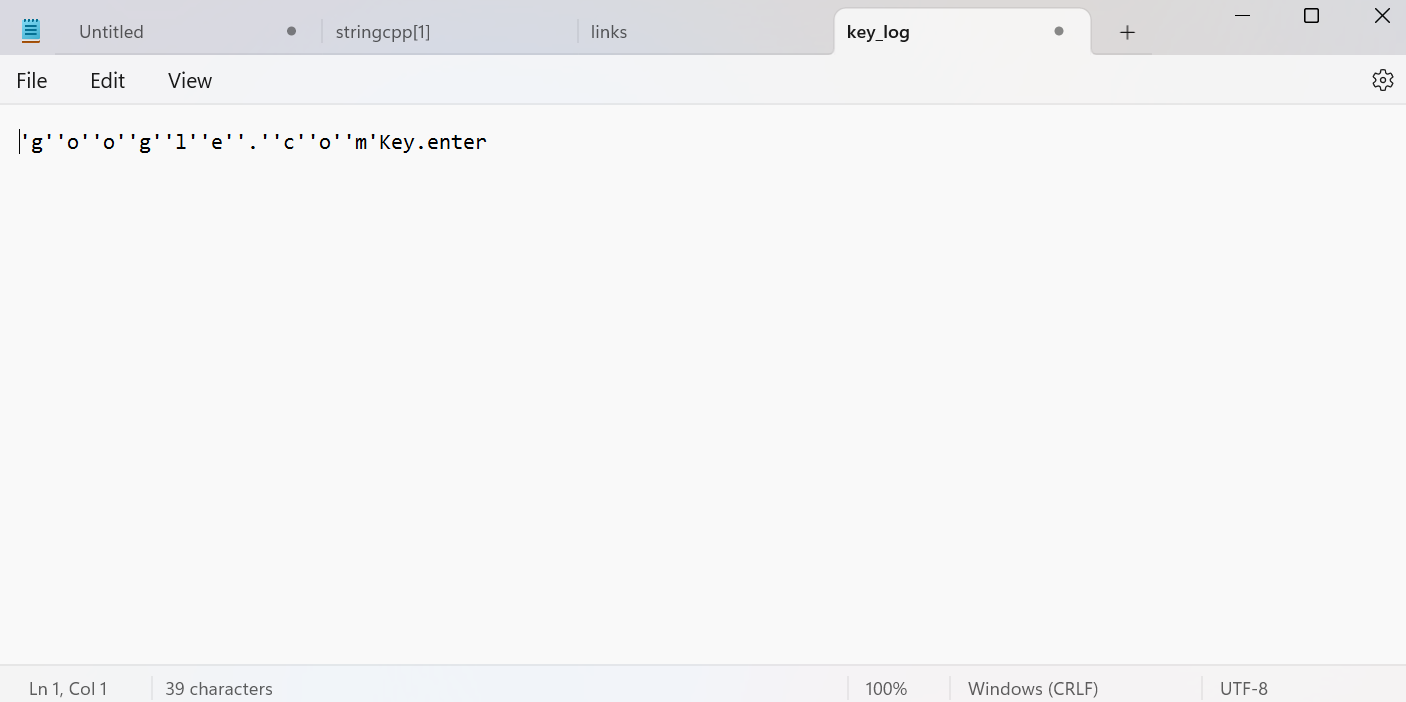 Untitled stringcpp[1] links key_log
File Edit View
'g''o''o''g''l''e''.''c''o''m'Key.enter
Ln 1, Col 1 39 characters 100% Windows (CRLF) UTF-8